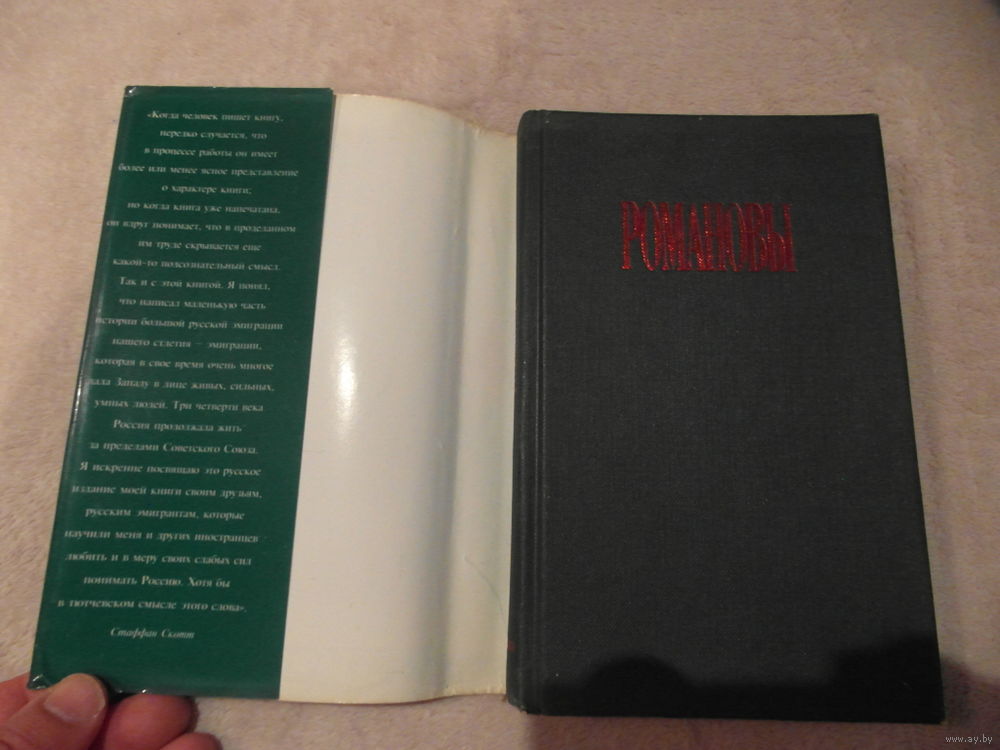 «Когда человек пишет книгу,
нередко случается, что
в процессе работы он имеет
более или менее ясное представление
о характере книги;
но когда книга уже напечатана,
он вдруг понимает, что в проделанном
им труде скрывается еще
какой-то подсознательный смысл.
Так и с этой книгой. Я понял,
что написал маленькую часть
истории большой русской эмиграции
нашего стлетия – эмиграции,
которая в свое время очень многое
дала Западу в лице живых, сильных,
умных людей. Три четверти века
Россия продолжала жить
за пределами Советского Союза.
Я искренне посвящаю это русское
издание моей книги своим друзьям,
русским эмигрантам, которые
научили меня и других иностранцев
любить и в меру своих слабых сил
понимать Россию. Хотя бы
в тютчевском смысле этого слова».
Стаффан Скотт
РОМАНОВЫ
www.ay.by